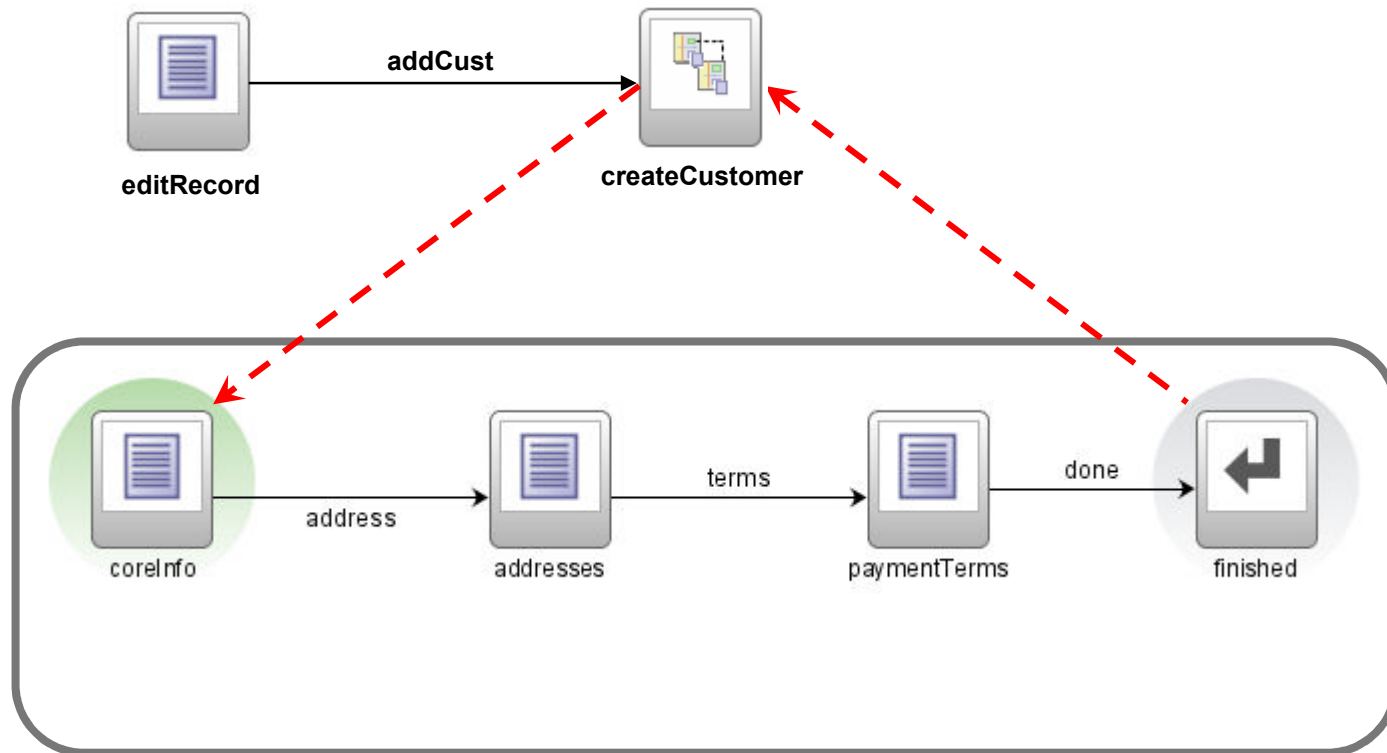 addCust
editRecord
createCustomer
address
terms
done
coreInfo
addresses
paymentTerms
finished